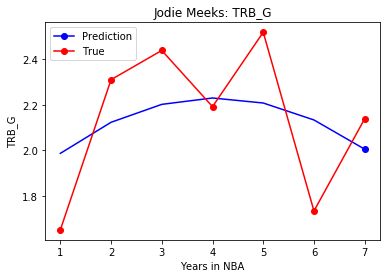 Jodie Meeks: TRB_G
Prediction
True
2.4
2.2
2.0
1.8
TRB_G
1
2
3
4
5
6
7
Years in NBA